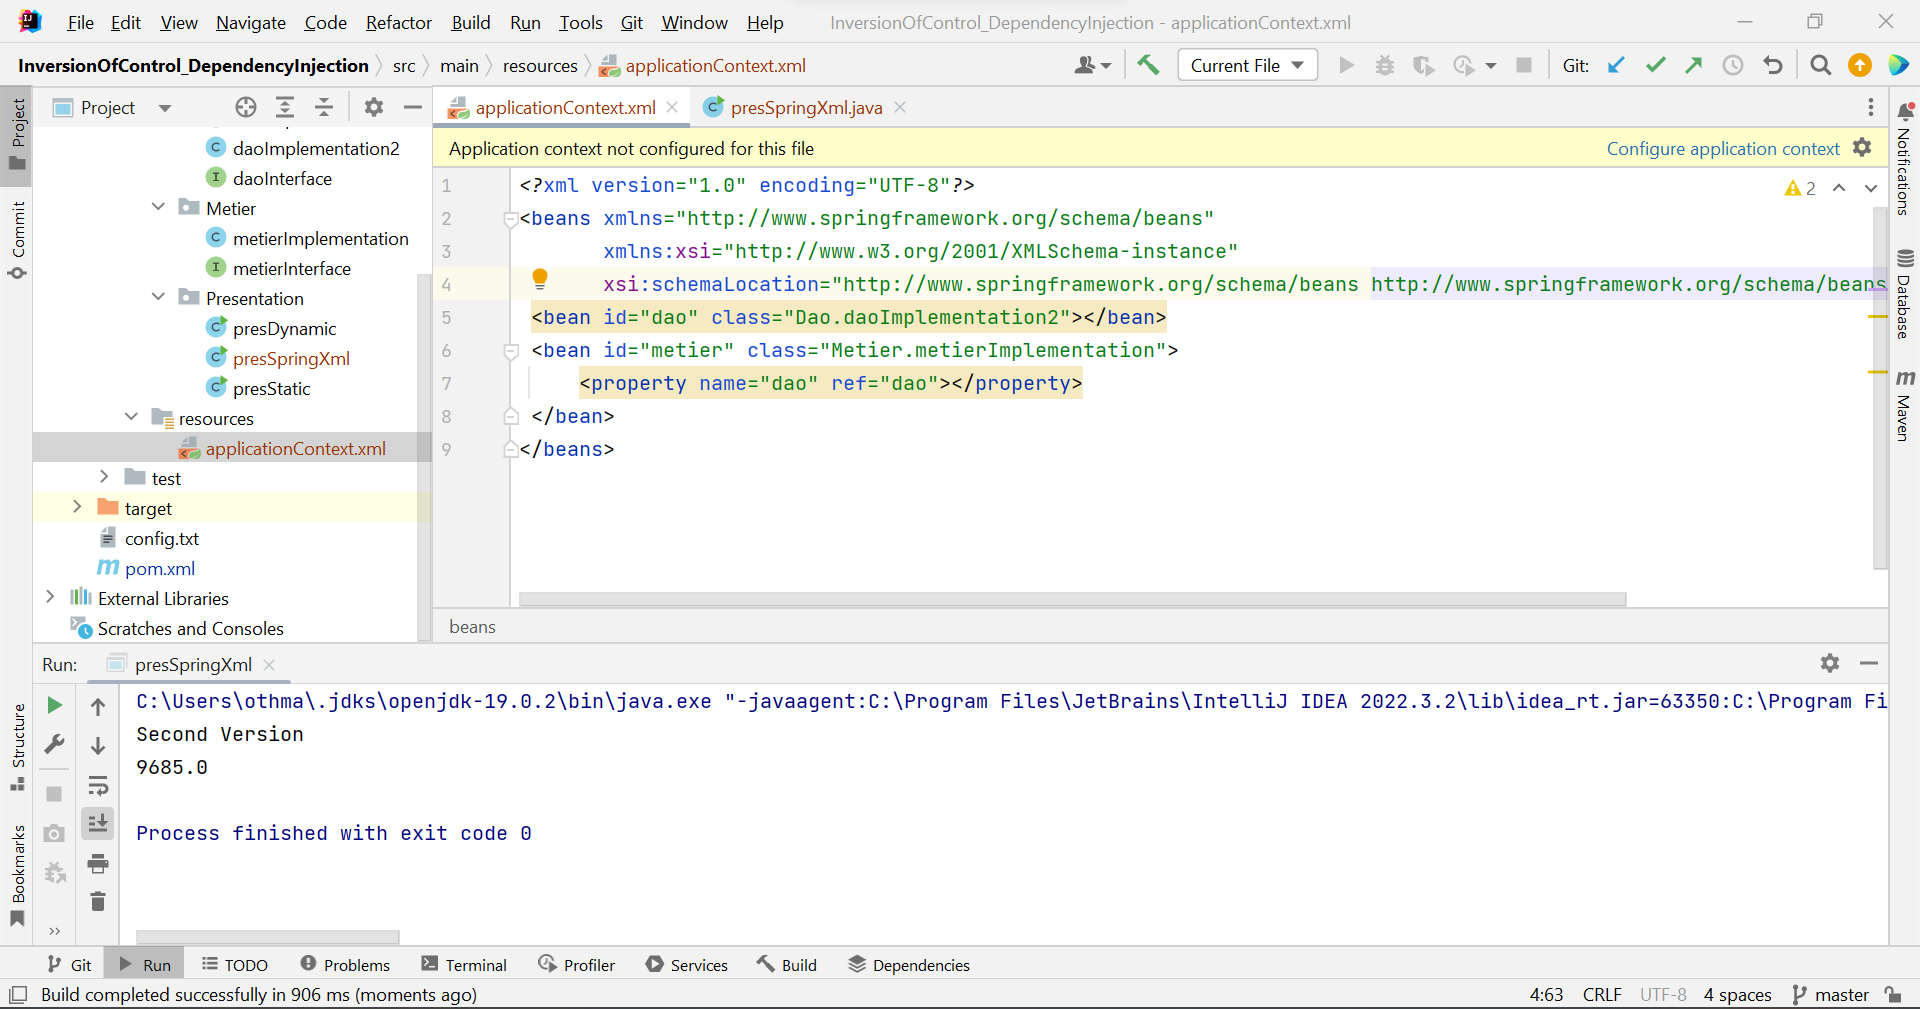 File Edit View Navigate Code Refactor Build Run Tools Git Window Help InversionOfControl_DependencyInjection - applicationContext.xml
InversionOfControl_DependencyInjection src main resources applicationContext.xml Current File Git:
Project
applicationContext.xml presSpringXml.java
Application context not configured for this file Configure application context
daoImplementation2
daoInterface
Metier
metierImplementation
metierInterface
Presentation
presDynamic
presSpringXml
presStatic
resources
applicationContext.xml
test
target
config.txt
pom.xml
External Libraries
Scratches and Consoles
1 <?xml version="1.0" encoding="UTF-8"?>
2 <beans xmlns="http://www.springframework.org/schema/beans"
3 xmlns:xsi="http://www.w3.org/2001/XMLSchema-instance"
4 xsi:schemaLocation="http://www.springframework.org/schema/beans http://www.springframework.org/schema/beans
5 <bean id="dao" class="Dao.daoImplementation2"></bean>
6 <bean id="metier" class="Metier.metierImplementation">
7 <property name="dao" ref="dao"></property>
8 </bean>
9 </beans>
2
beans
Project
Commit
Structure
Bookmarks
Notifications
Database
m
Maven
Run: presSpringXml
C:\Users\othma\.jdks\openjdk-19.0.2\bin\java.exe "-javaagent:C:\Program Files\JetBrains\IntelliJ IDEA 2022.3.2\lib\idea_rt.jar=63350:C:\Program Fi
Second Version
9685.0
Process finished with exit code 0
Git Run TODO Problems Terminal Profiler Services Build Dependencies
Build completed successfully in 906 ms (moments ago) 4:63 CRLF UTF-8 4 spaces master